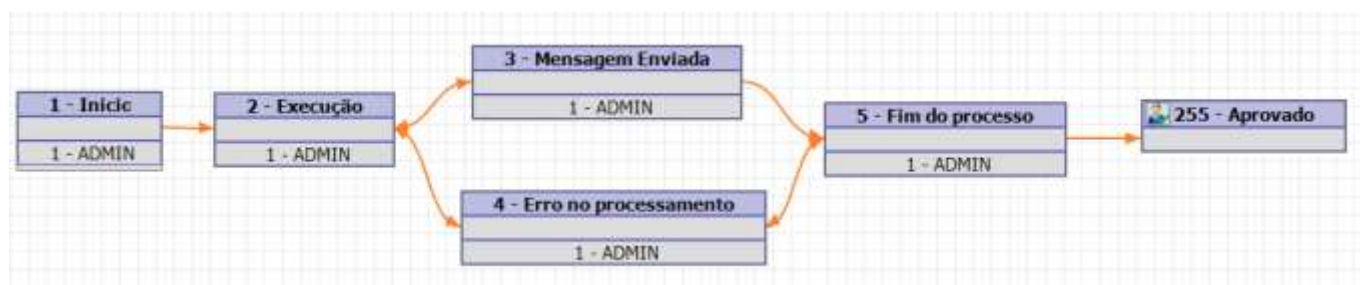 1 - Inicio
1 - ADMIN
2 - Execução
1 - ADMIN
3 - Mensagem Enviada
1 - ADMIN
4 - Erro no processamento
1 - ADMIN
5 - Fim do processo
1 - ADMIN
255 - Aprovado